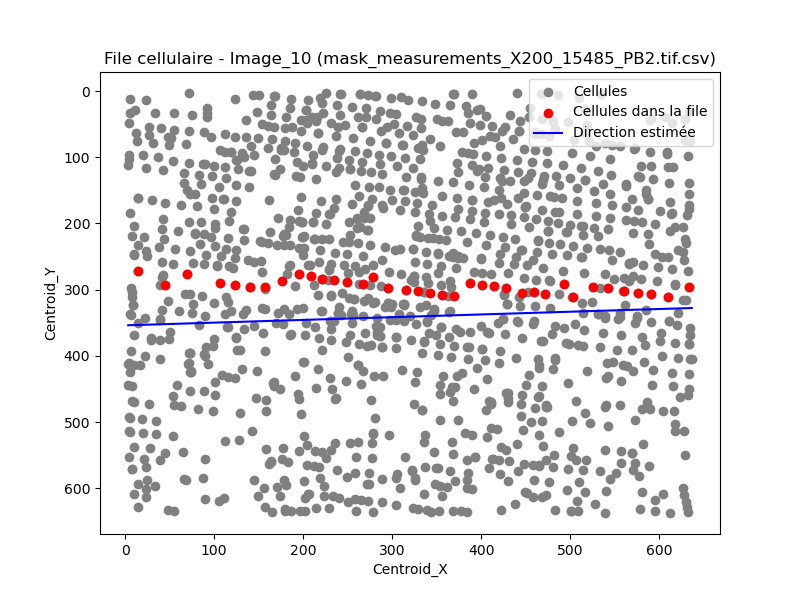 File cellulaire - Image_10 (mask_measurements_X200_15485_PB2.tif.csv)
Cellules
Cellules dans la file
Direction estimée
0
100
200
300
400
500
600
Centroid_Y
0 100 200 300 400 500 600
Centroid_X